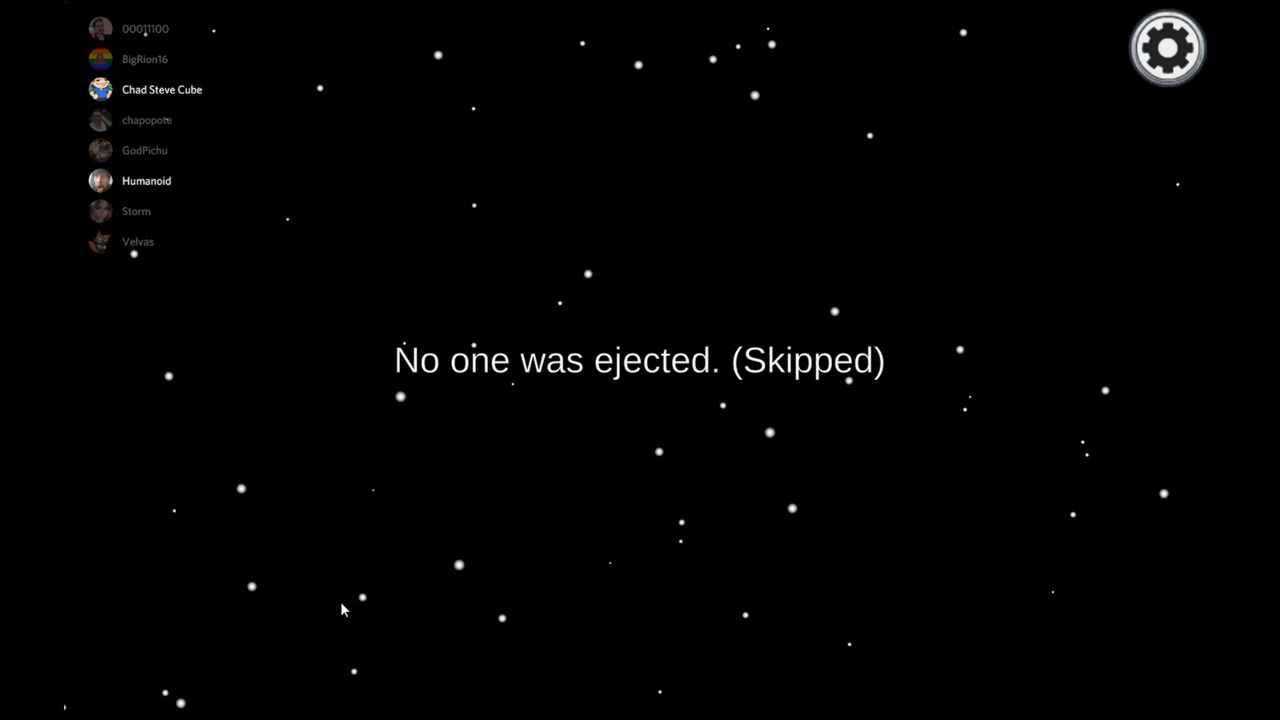 00011100
BigRion16
Chad Steve Cube
chapopote
GodPichu
Humanoid
Storm
Velvas
No one was ejected. (Skipped)